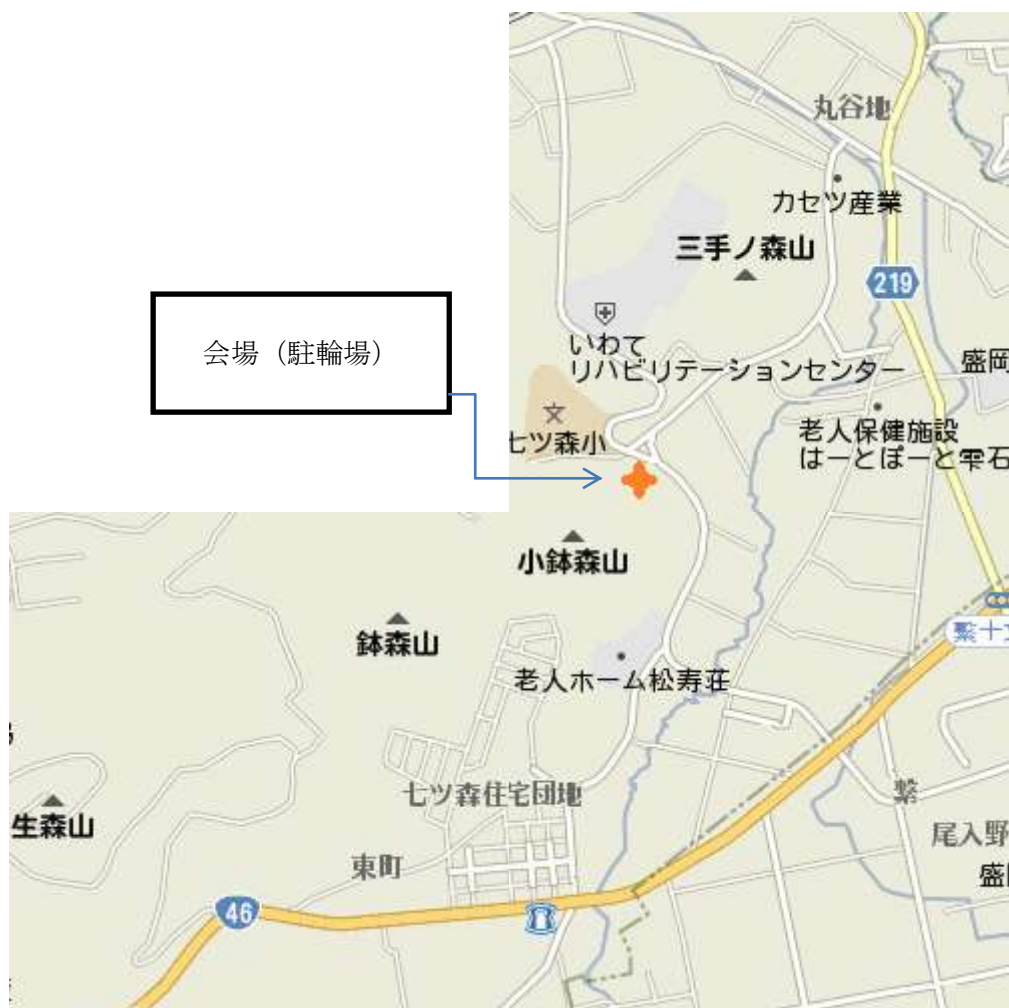 丸谷地
カセツ産業
三手ノ森山
219
会場（駐輪場）
いわて
リハビリテーションセンター
盛岡
七ツ森小
老人保健施設
はーとぽーと雫石
小鉢森山
繋十
鉢森山
老人ホーム松寿荘
七ツ森住宅団地
繋
生森山
尾入野
東町
46